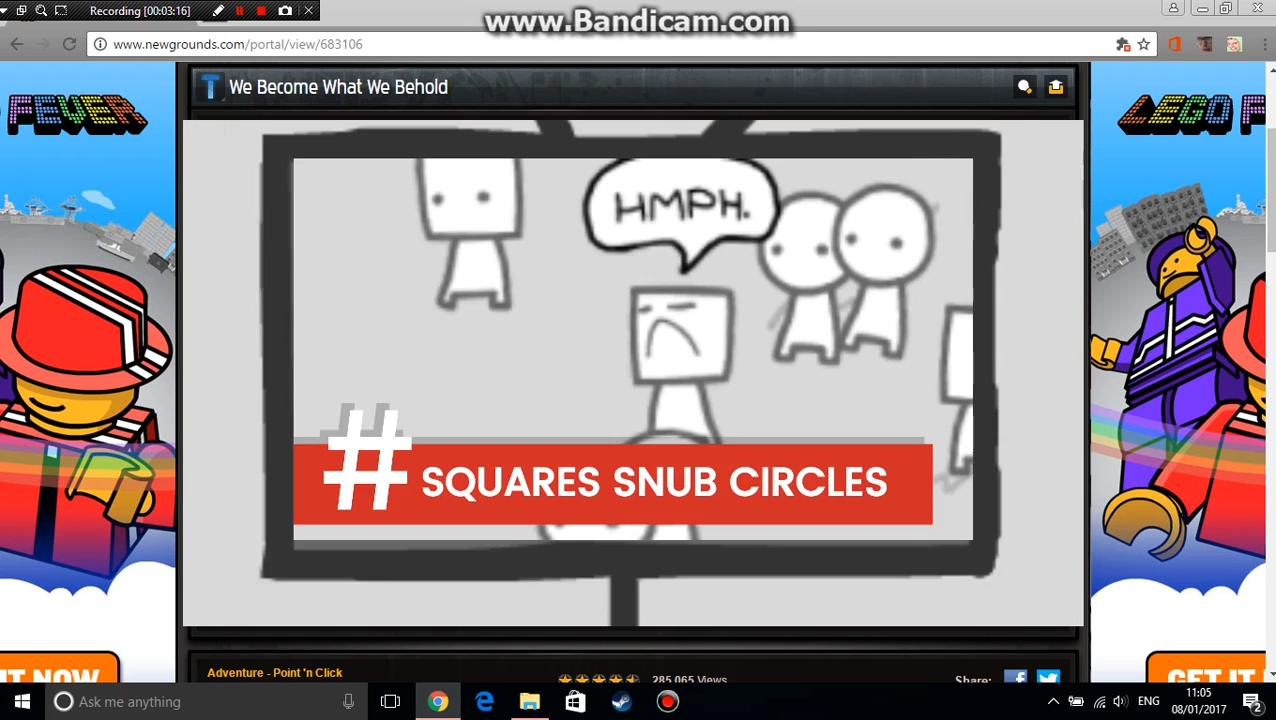 Recording [00:03:16]
www.Bandicam.com
www.newgrounds.com/portal/view/683106
T We Become What We Behold
FEVER
LEGO F
HMPH.
# SQUARES SNUB CIRCLES
IT NOW
GET IT
Adventure - Point 'n Click
285,065 Views
Share:
Ask me anything
ENG
11:05
08/01/2017
2